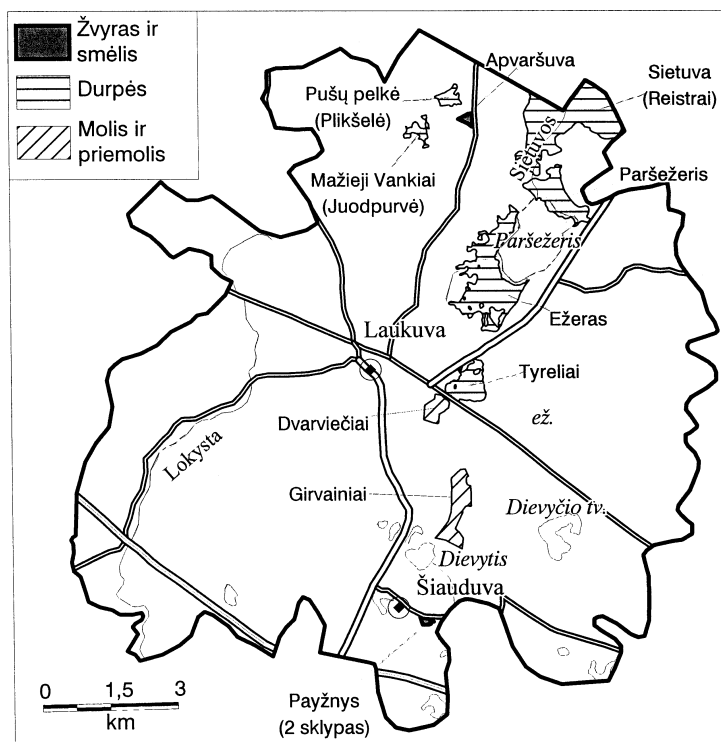 Žvyras ir
smėlis
Durpės
Molis ir
priemolis
Apvaršuva
Pušų pelkė
(Plikšelė)
Sietuva
(Reistrai)
Sietuvos
Mažieji Vankiai
(Juodpurvė)
Paršežeris
Paršežeris
Ežeras
Laukuva
Tyreliai
Dvarviečiai
ež.
Lokysta
Girvainiai
Dievyčio tv.
Dievytis
Šiauduva
0 1,5 3
km
Payžnys
(2 sklypas)